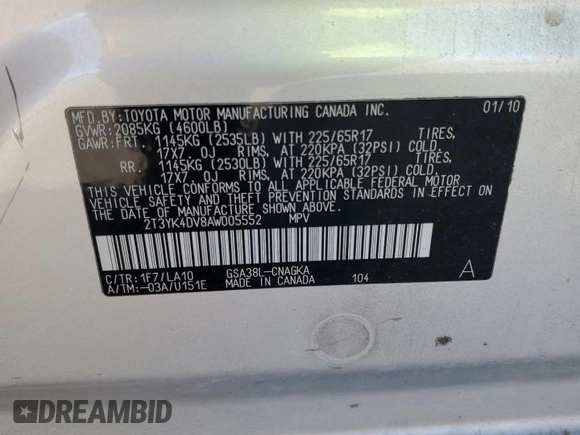 MFD.BY:TOYOTA MOTOR MANUFACTURING CANADA INC. 01/10
GVWR:2085KG (4600LB)
GAWR:FRT. 1145KG (2535LB) WITH 225/65R17 TIRES,
17X7 0J RIMS, AT 220KPA (32PSI) COLD.
RR. 1145KG (2530LB) WITH 225/65R17 TIRES,
17X7 0J RIMS, AT 220KPA (32PSI) COLD.
THIS VEHICLE CONFORMS TO ALL APPLICABLE FEDERAL MOTOR
VEHICLE SAFETY AND THEFT PREVENTION STANDARDS IN EFFECT ON
THE DATE OF MANUFACTURE SHOWN ABOVE.
2T3YK4DV8AW005552 MPV
C/TR:1F7/LA10 GSA38L-CNAGKA A
A/TM:-03A/U151E MADE IN CANADA 104
DREAMBID